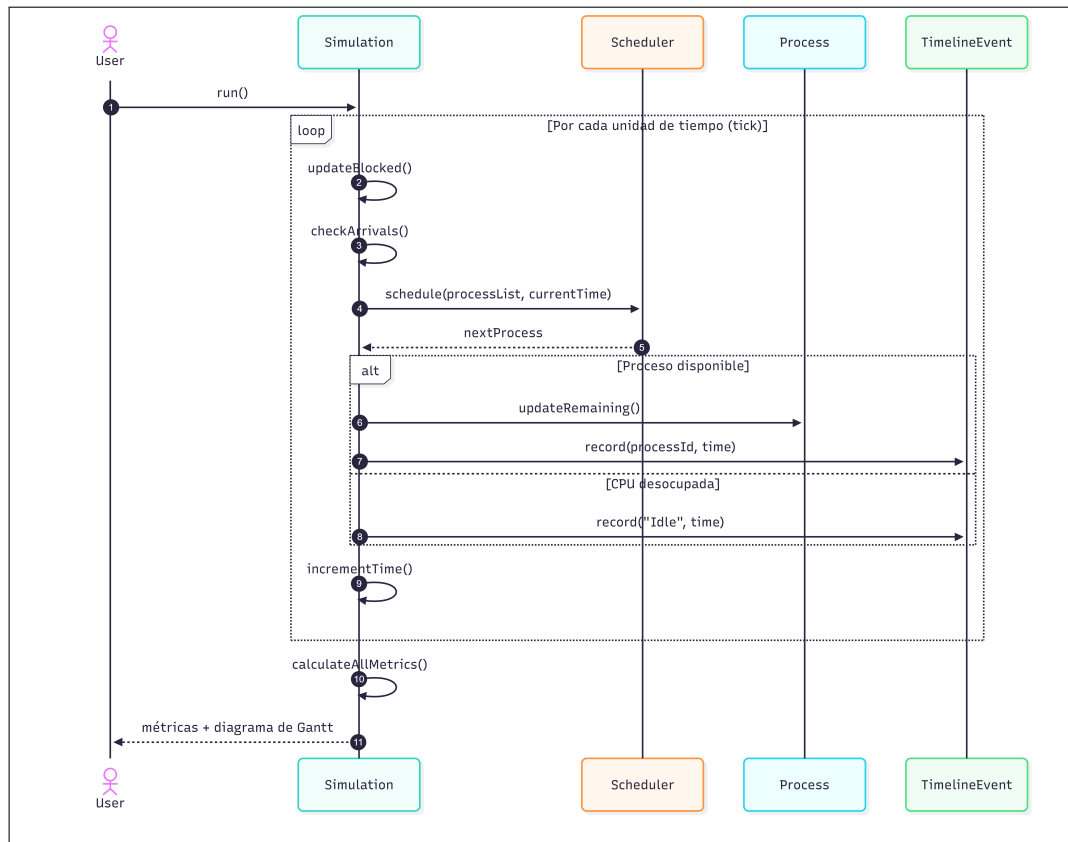 User
Simulation
Scheduler
Process
TimelineEvent
1
run()
loop
[Por cada unidad de tiempo (tick)]
updateBlocked()
2
checkArrivals()
3
schedule(processList, currentTime)
4
nextProcess
5
alt
[Proceso disponible]
updateRemaining()
6
record(processId, time)
7
[CPU desocupada]
record("Idle", time)
8
incrementTime()
9
calculateAllMetrics()
10
métricas + diagrama de Gantt
11
User
Simulation
Scheduler
Process
TimelineEvent